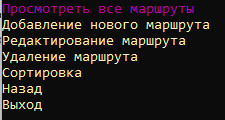 Просмотреть все маршруты
Добавление нового маршрута
Редактирование маршрута
Удаление маршрута
Сортировка
Назад
Выход